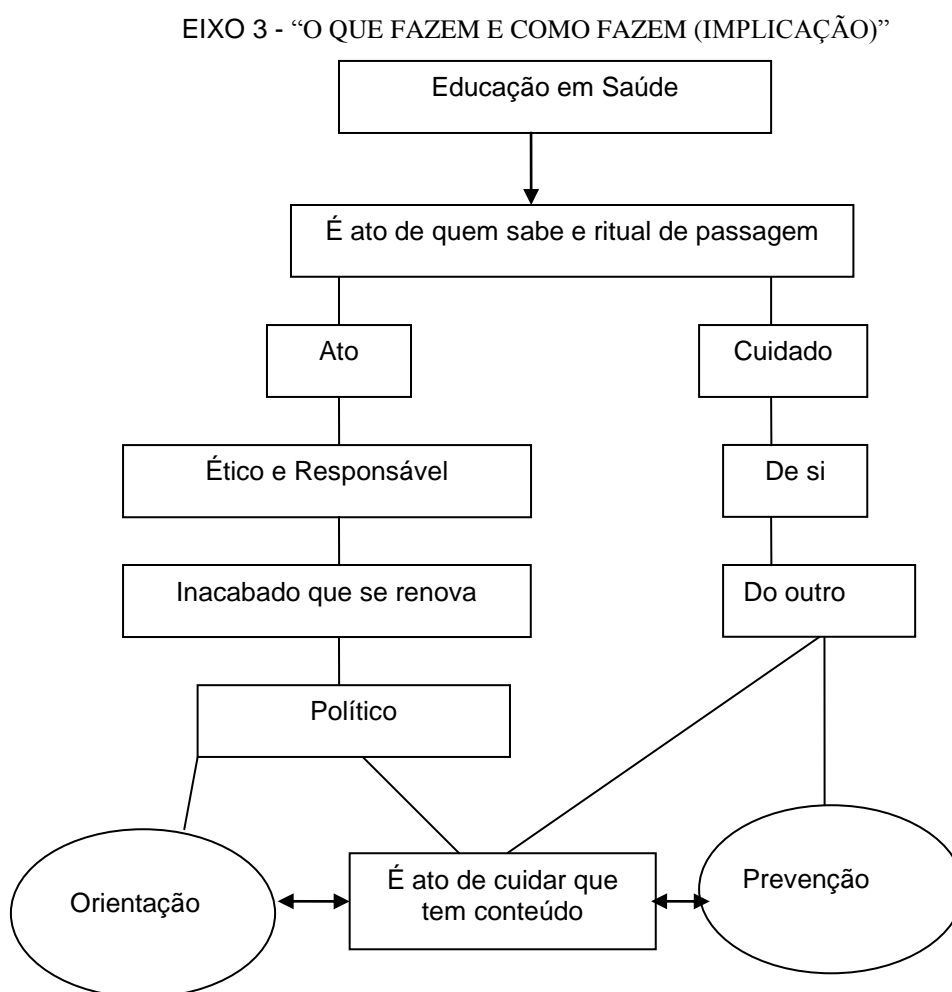 EIXO 3 - “O QUE FAZEM E COMO FAZEM (IMPLICAÇÃO)”
Educação em Saúde
É ato de quem sabe e ritual de passagem
Ato
Cuidado
Ético e Responsável
De si
Inacabado que se renova
Do outro
Político
Orientação
É ato de cuidar que
tem conteúdo
Prevenção